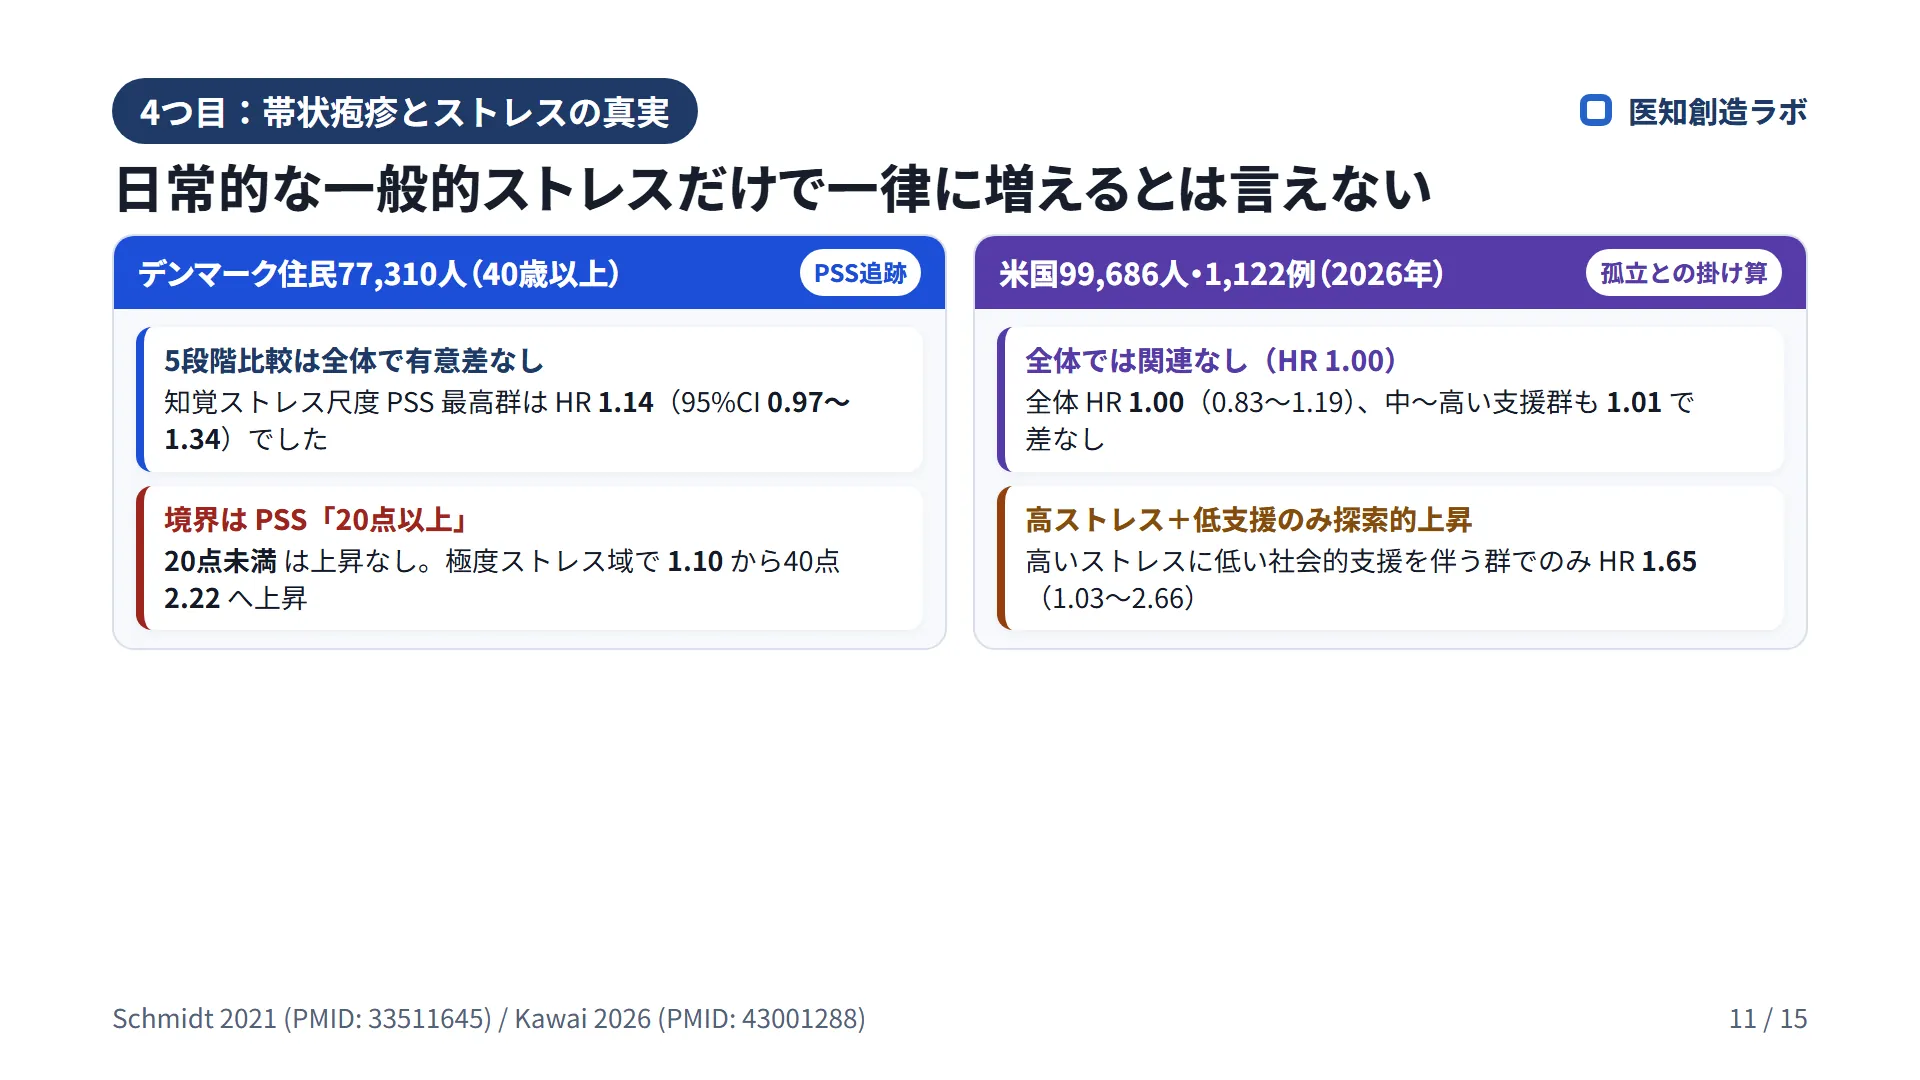 4つ目：帯状疱疹とストレスの真実
医知創造ラボ
日常的な一般的ストレスだけで一律に増えるとは言えない
デンマーク住民77,310人（40歳以上）
PSS追跡
5段階比較は全体で有意差なし
知覚ストレス尺度 PSS 最高群は HR 1.14（95%CI 0.97〜
1.34）でした
境界は PSS「20点以上」
20点未満 は上昇なし。極度ストレス域で 1.10 から40点
2.22 へ上昇
米国99,686人・1,122例（2026年）
孤立との掛け算
全体では関連なし（HR 1.00）
全体 HR 1.00（0.83〜1.19）、中〜高い支援群も 1.01 で
差なし
高ストレス＋低支援のみ探索的上昇
高いストレスに低い社会的支援を伴う群でのみ HR 1.65
（1.03〜2.66）
Schmidt 2021 (PMID: 33511645) / Kawai 2026 (PMID: 43001288)
11 / 15